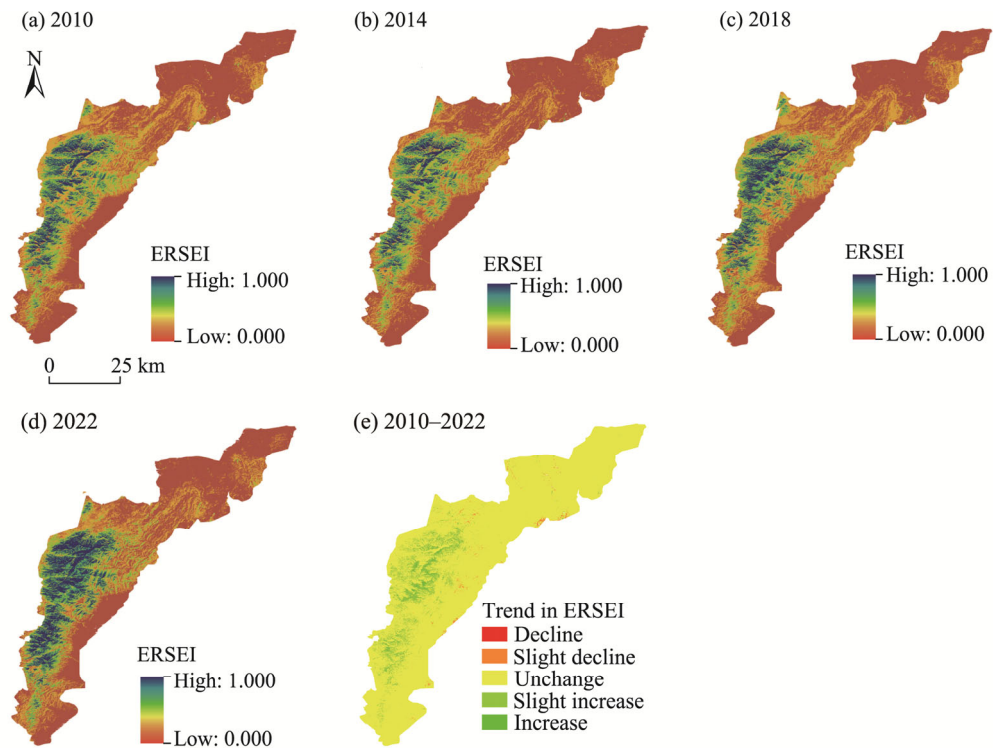 (a) 2010
(b) 2014
(c) 2018
N
ERSEI
High: 1.000
Low: 0.000
ERSEI
High: 1.000
Low: 0.000
ERSEI
High: 1.000
Low: 0.000
0 25 km
(d) 2022
(e) 2010–2022
ERSEI
High: 1.000
Low: 0.000
Trend in ERSEI
Decline
Slight decline
Unchange
Slight increase
Increase